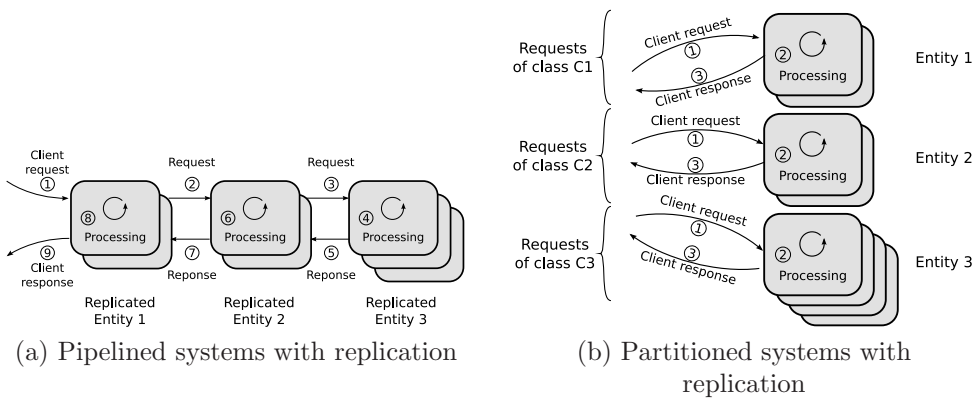 Client
request
①
Request
②
Request
③
⑧
Processing
⑥
Processing
④
Processing
⑨
Client
response
⑦
Reponse
⑤
Reponse
Replicated
Entity 1
Replicated
Entity 2
Replicated
Entity 3
(a) Pipelined systems with replication
Requests
of class C1
Client request
①
③
Client response
②
Processing
Entity 1
Requests
of class C2
Client request
①
③
Client response
②
Processing
Entity 2
Requests
of class C3
Client request
①
③
Client response
②
Processing
Entity 3
(b) Partitioned systems with
replication